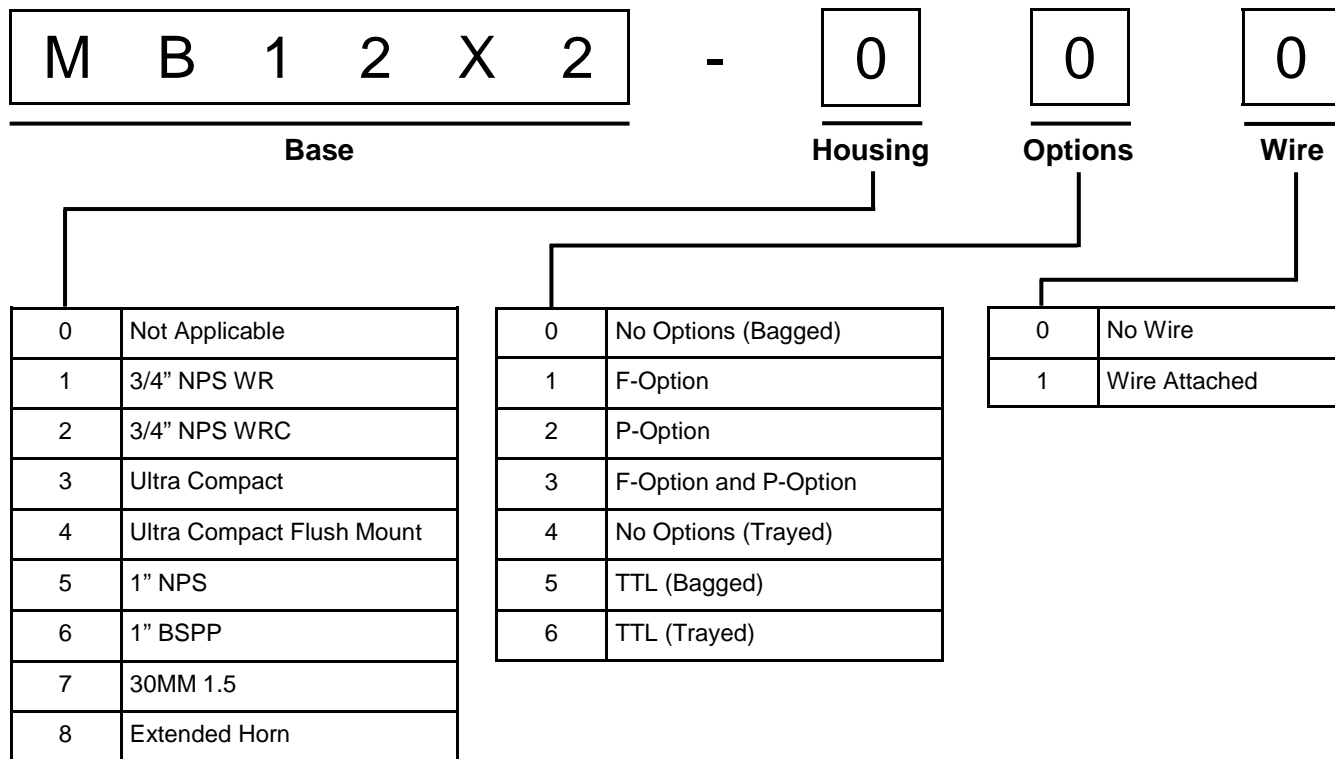 M B 1 2 X 2 - 0 0 0
Base Housing Options Wire
0 Not Applicable
1 3/4” NPS WR
2 3/4” NPS WRC
3 Ultra Compact
4 Ultra Compact Flush Mount
5 1” NPS
6 1” BSPP
7 30MM 1.5
8 Extended Horn
0 No Options (Bagged)
1 F-Option
2 P-Option
3 F-Option and P-Option
4 No Options (Trayed)
5 TTL (Bagged)
6 TTL (Trayed)
0 No Wire
1 Wire Attached